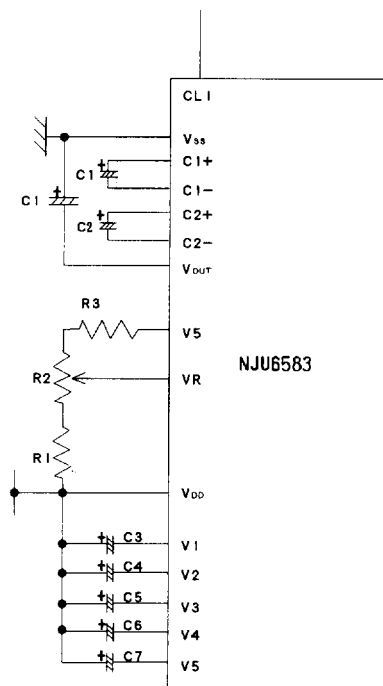 CLI
Vss
C1+
C1
C1-
C1
C2+
C2
C2-
VOUT
R3
V5
NJU6583
R2
VR
R1
VDD
C3
V1
C4
V2
C5
V3
C6
V4
C7
V5